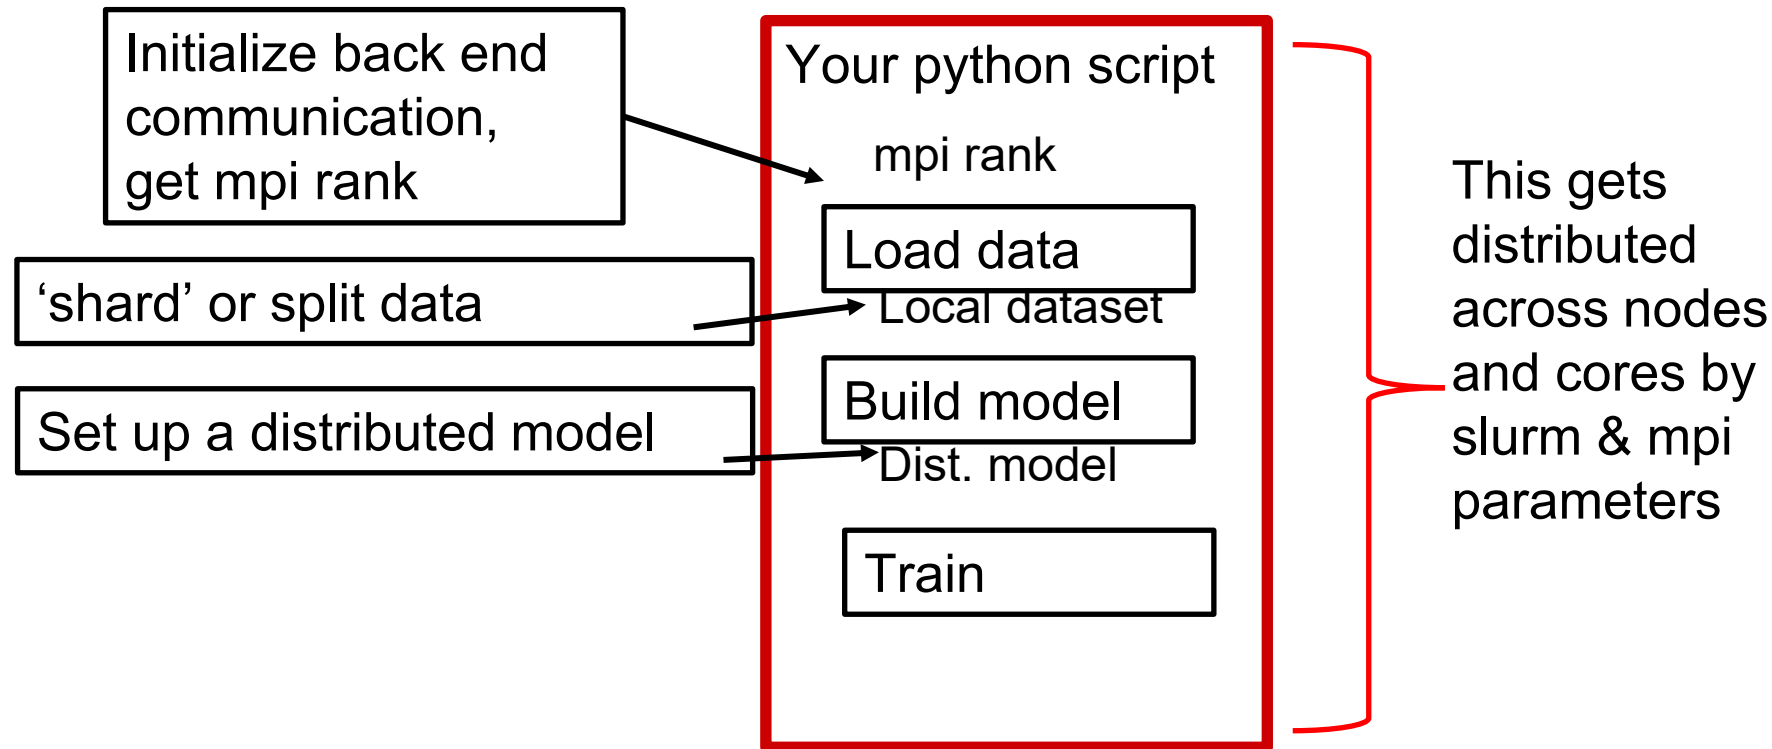 Initialize back end
communication,
get mpi rank
‘shard’ or split data
Set up a distributed model
Your python script
mpi rank
Load data
Local dataset
Build model
Dist. model
Train
This gets
distributed
across nodes
and cores by
slurm & mpi
parameters